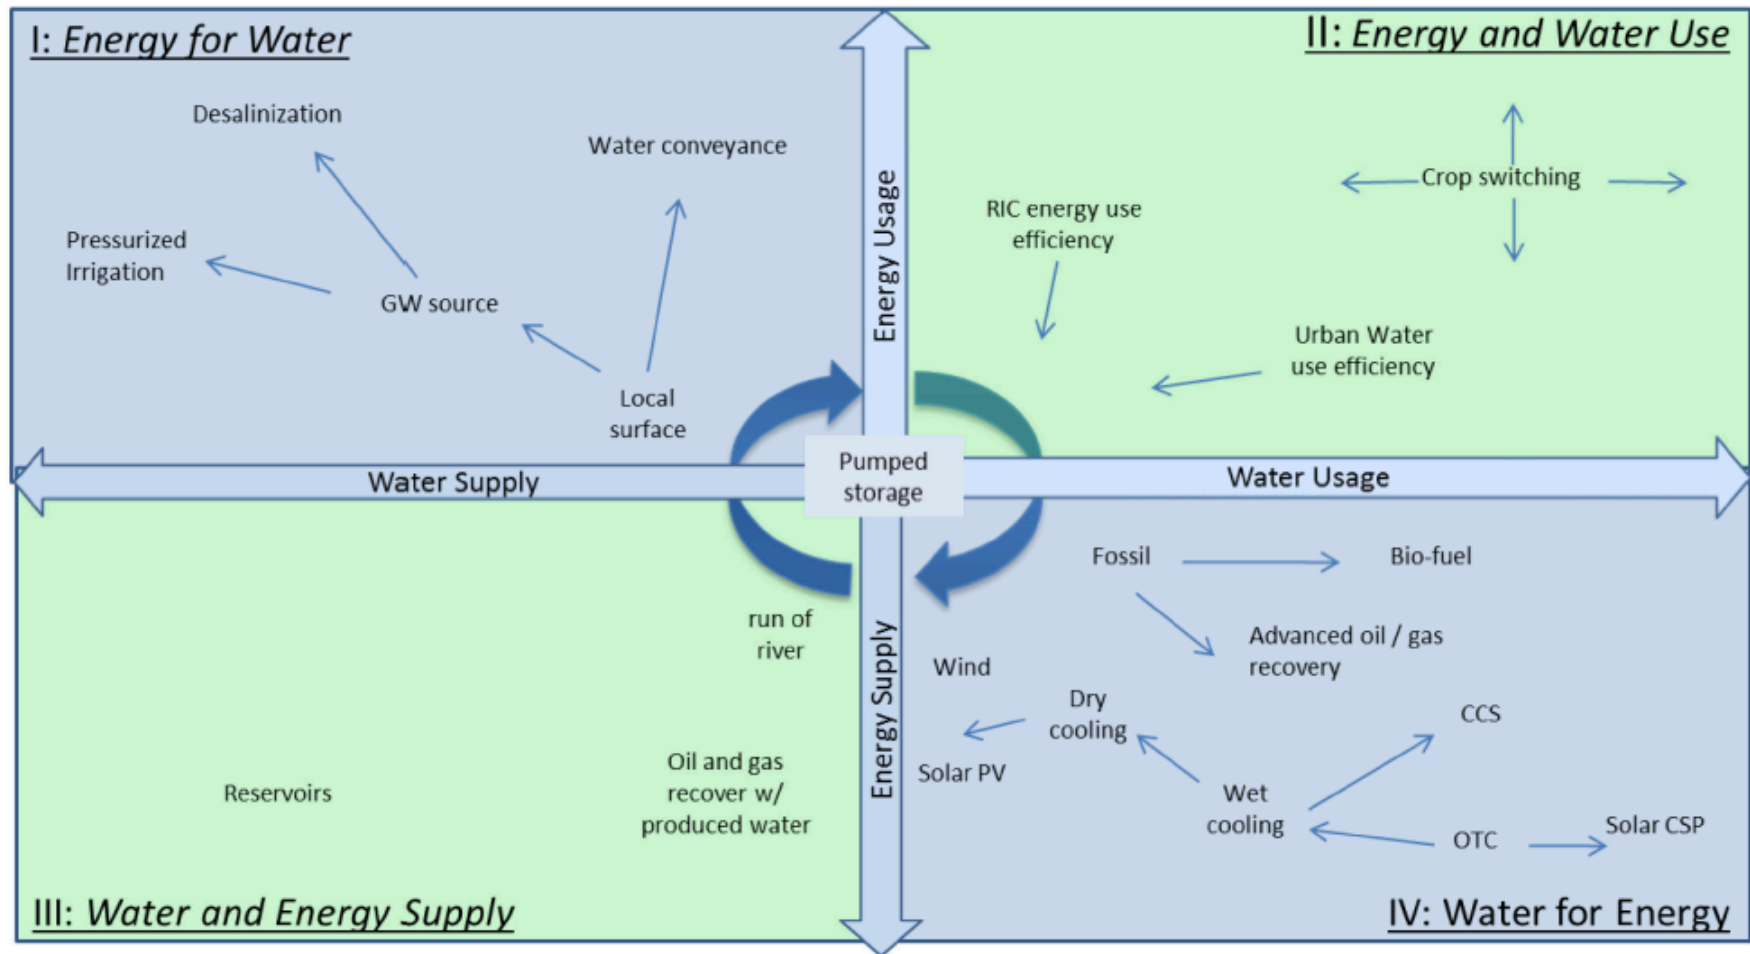 I: Energy for Water
Desalinization
Water conveyance
Pressurized
Irrigation
GW source
Local
surface
II: Energy and Water Use
Crop switching
RIC energy use
efficiency
Urban Water
use efficiency
Energy Usage
Water Supply
Pumped
storage
Water Usage
Energy Supply
run of
river
Reservoirs
Oil and gas
recover w/
produced water
III: Water and Energy Supply
Fossil
Bio-fuel
Advanced oil / gas
recovery
Wind
Dry
cooling
CCS
Solar PV
Wet
cooling
OTC
Solar CSP
IV: Water for Energy